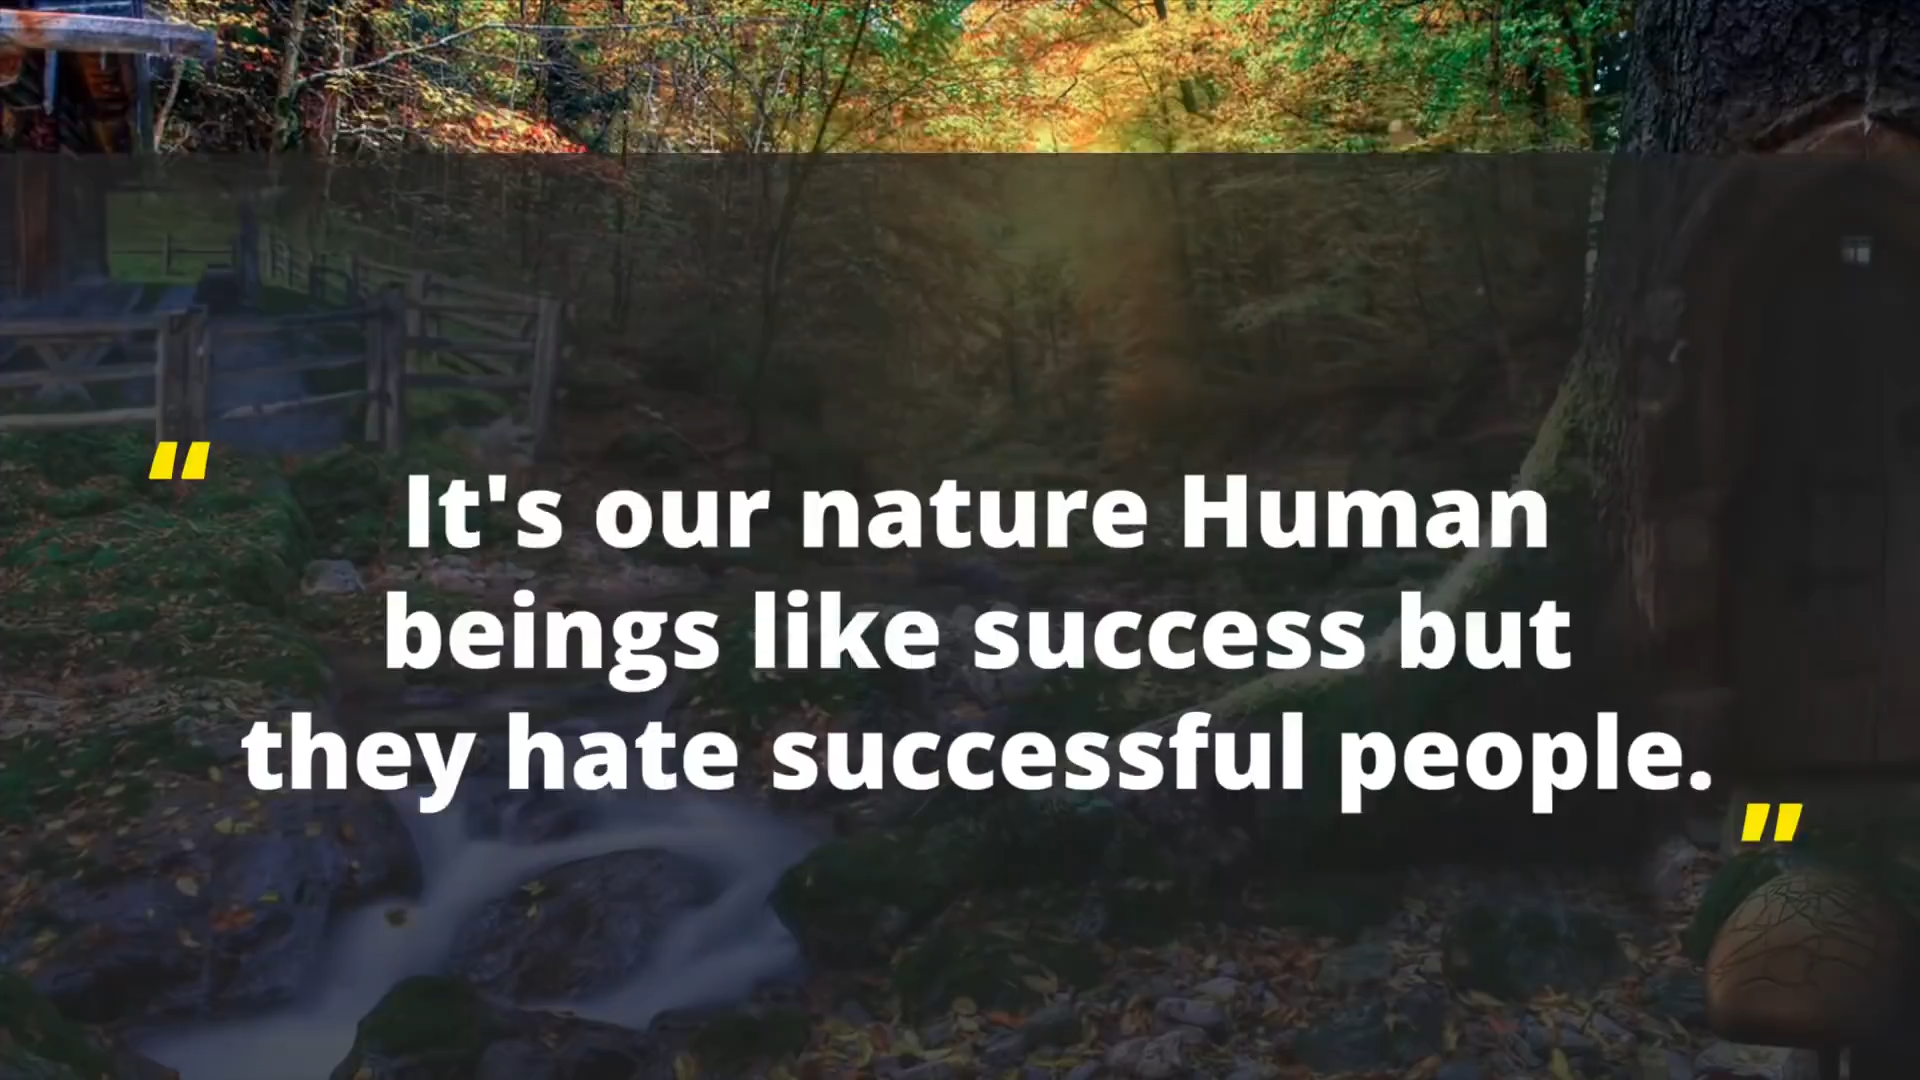 "It's our nature Human
beings like success but
they hate successful people."